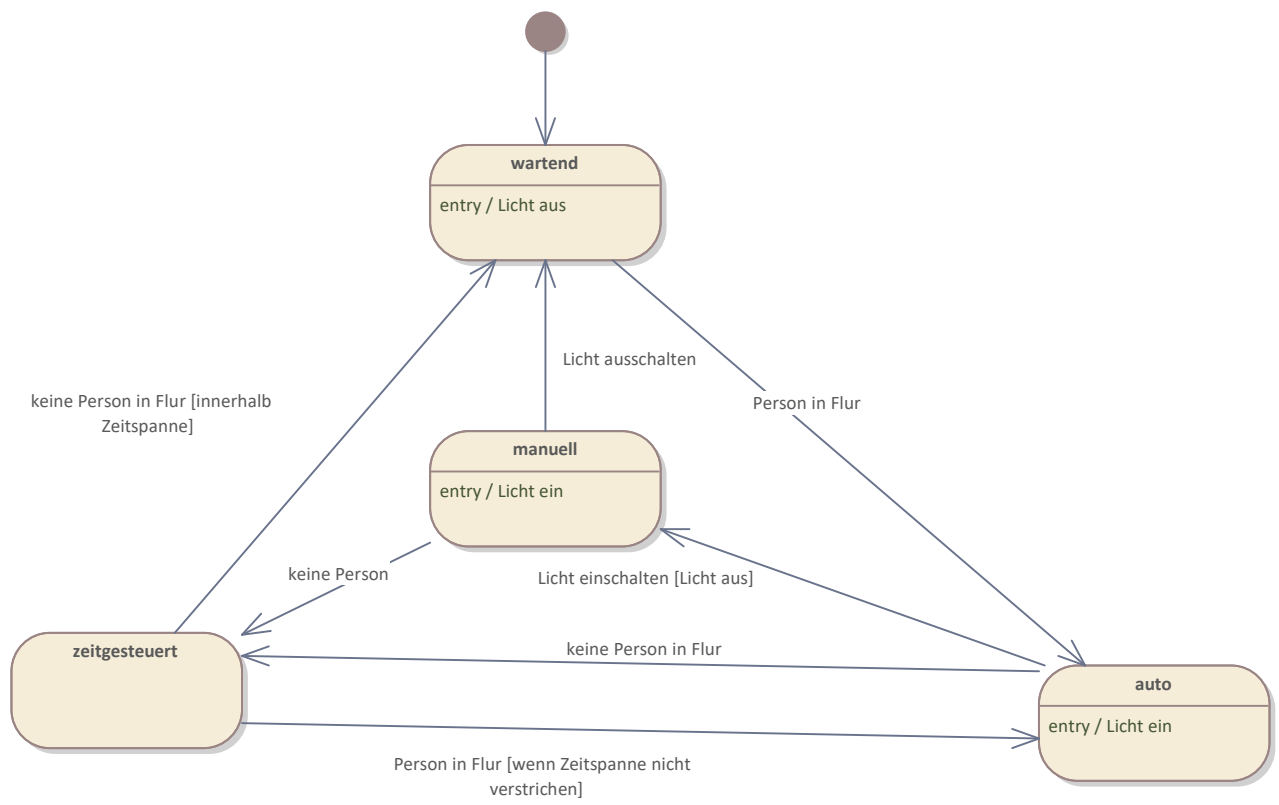 wartend
entry / Licht aus
Licht ausschalten
keine Person in Flur [innerhalb
Zeitspanne]
Person in Flur
manuell
entry / Licht ein
keine Person
Licht einschalten [Licht aus]
keine Person in Flur
zeitgesteuert
auto
entry / Licht ein
Person in Flur [wenn Zeitspanne nicht
verstrichen]